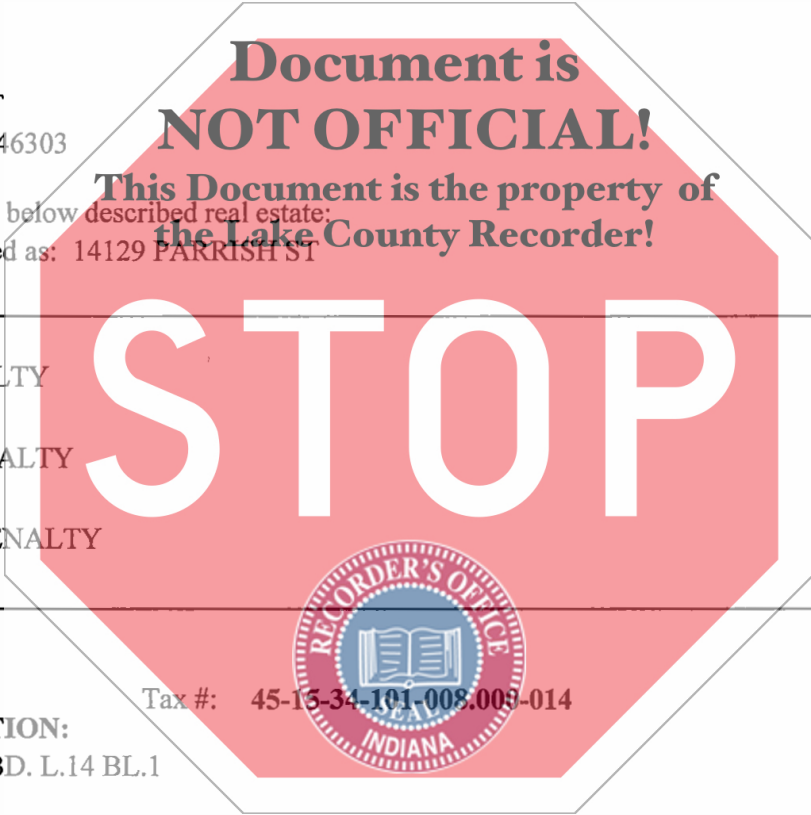 Document is
NOT OFFICIAL!
46303
This Document is the property of
below described real estate:
the Lake County Recorder!
ed as: 14129 PARRISH ST
STOP
LTY
ALTY
ENALTY
RECORDER'S OFFICE
SEAL
INDIANA
Tax #: 45-15-34-101-008.000-014
TION:
BD. L.14 BL.1